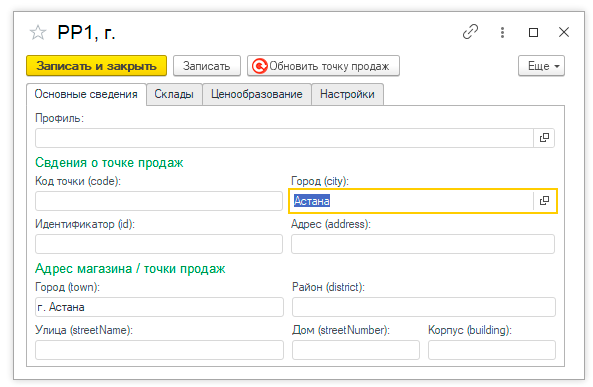 PP1, г.
Записать и закрыть Записать Обновить точку продаж Еще
Основные сведения Склады Ценообразование Настройки
Профиль:
Сведения о точке продаж
Код точки (code): Город (city):
Астана
Идентификатор (id): Адрес (address):
Адрес магазина / точки продаж
Город (town): Район (district):
г. Астана
Улица (streetName): Дом (streetNumber): Корпус (building):